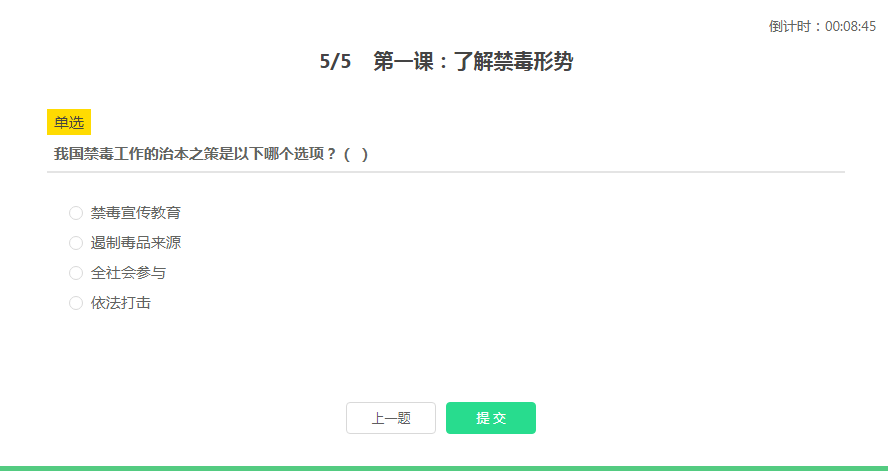 倒计时：00:08:45
5/5 第一课：了解禁毒形势
单选
我国禁毒工作的治本之策是以下哪个选项？（ ）
禁毒宣传教育
遏制毒品来源
全社会参与
依法打击
上一题
提 交